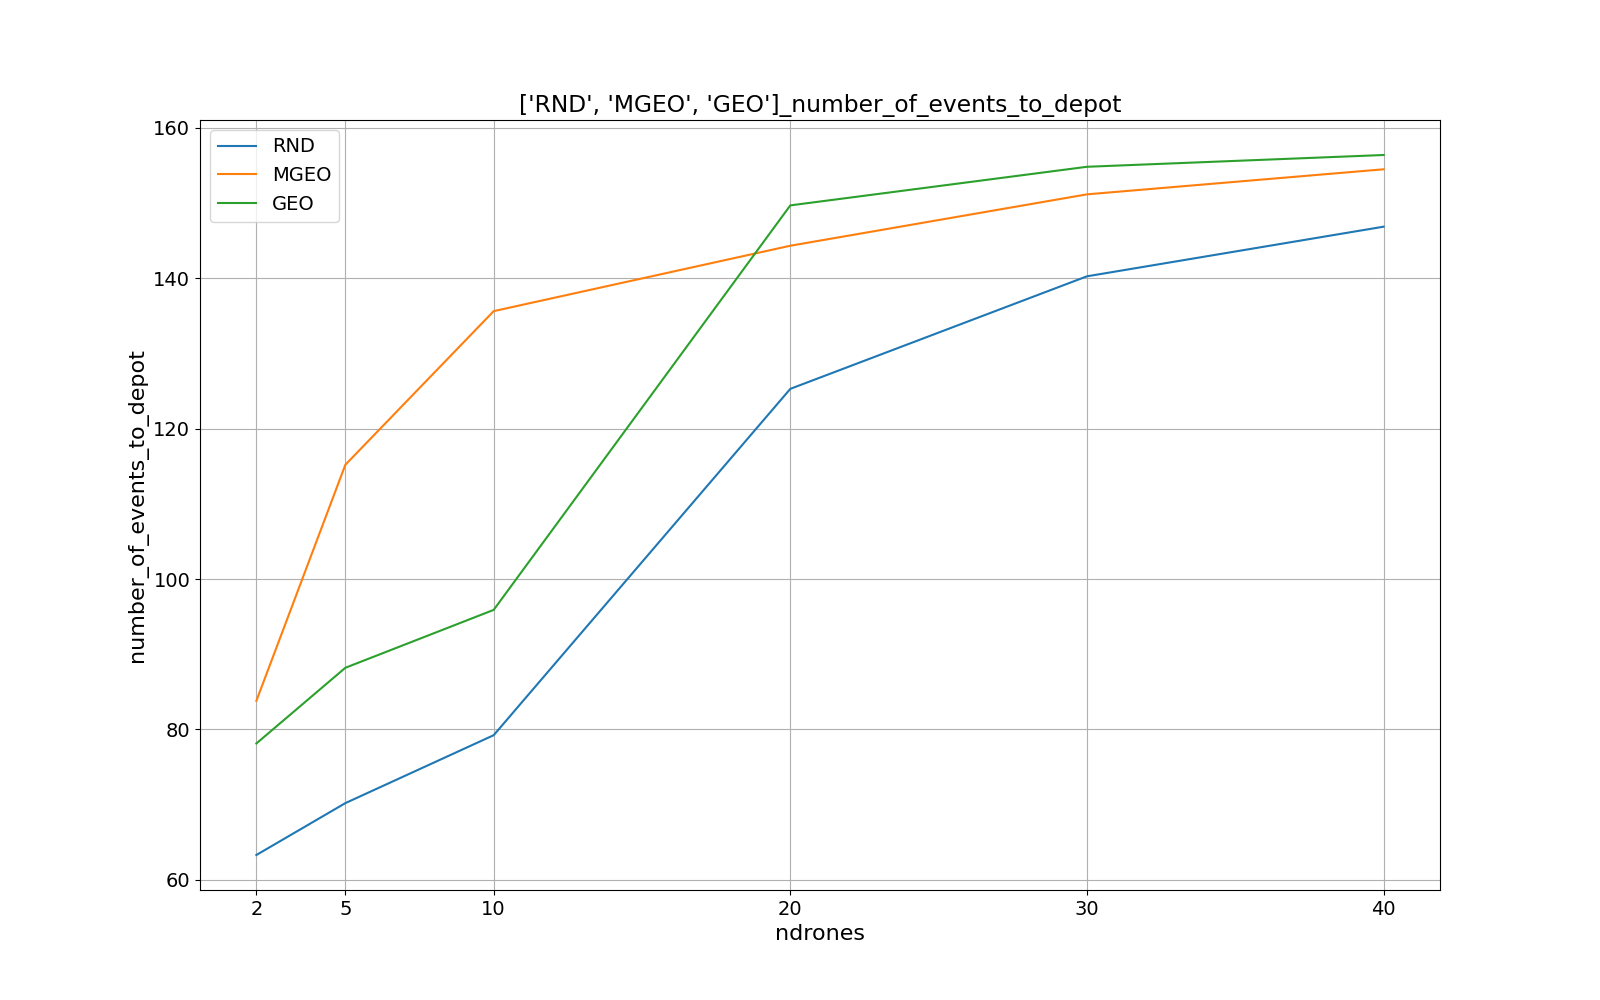 ['RND', 'MGEO', 'GEO']_number_of_events_to_depot
RND
MGEO
GEO
number_of_events_to_depot
160
140
120
100
80
60
2 5 10 20 30 40
ndrones